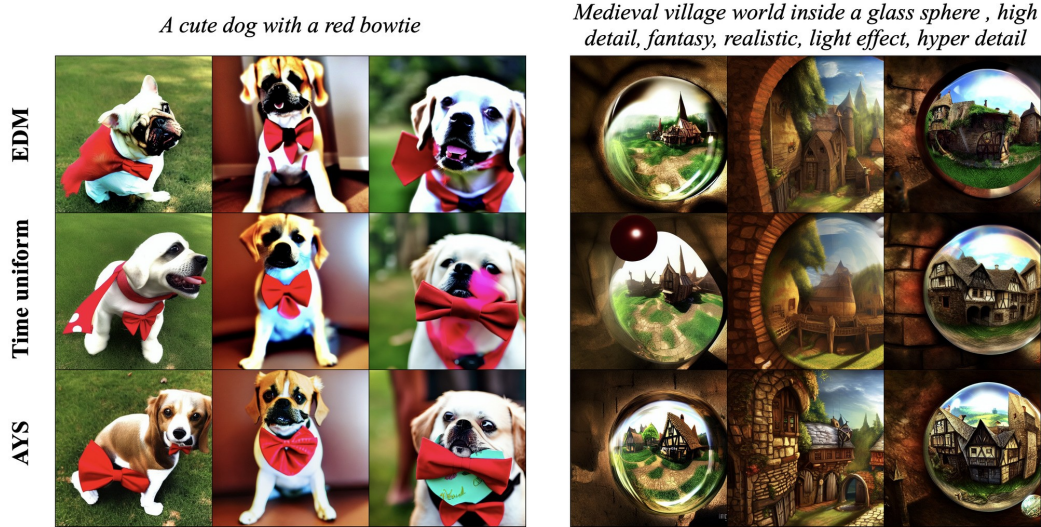 A cute dog with a red bowtie
Medieval village world inside a glass sphere , high
detail, fantasy, realistic, light effect, hyper detail
EDM
Time uniform
AYS